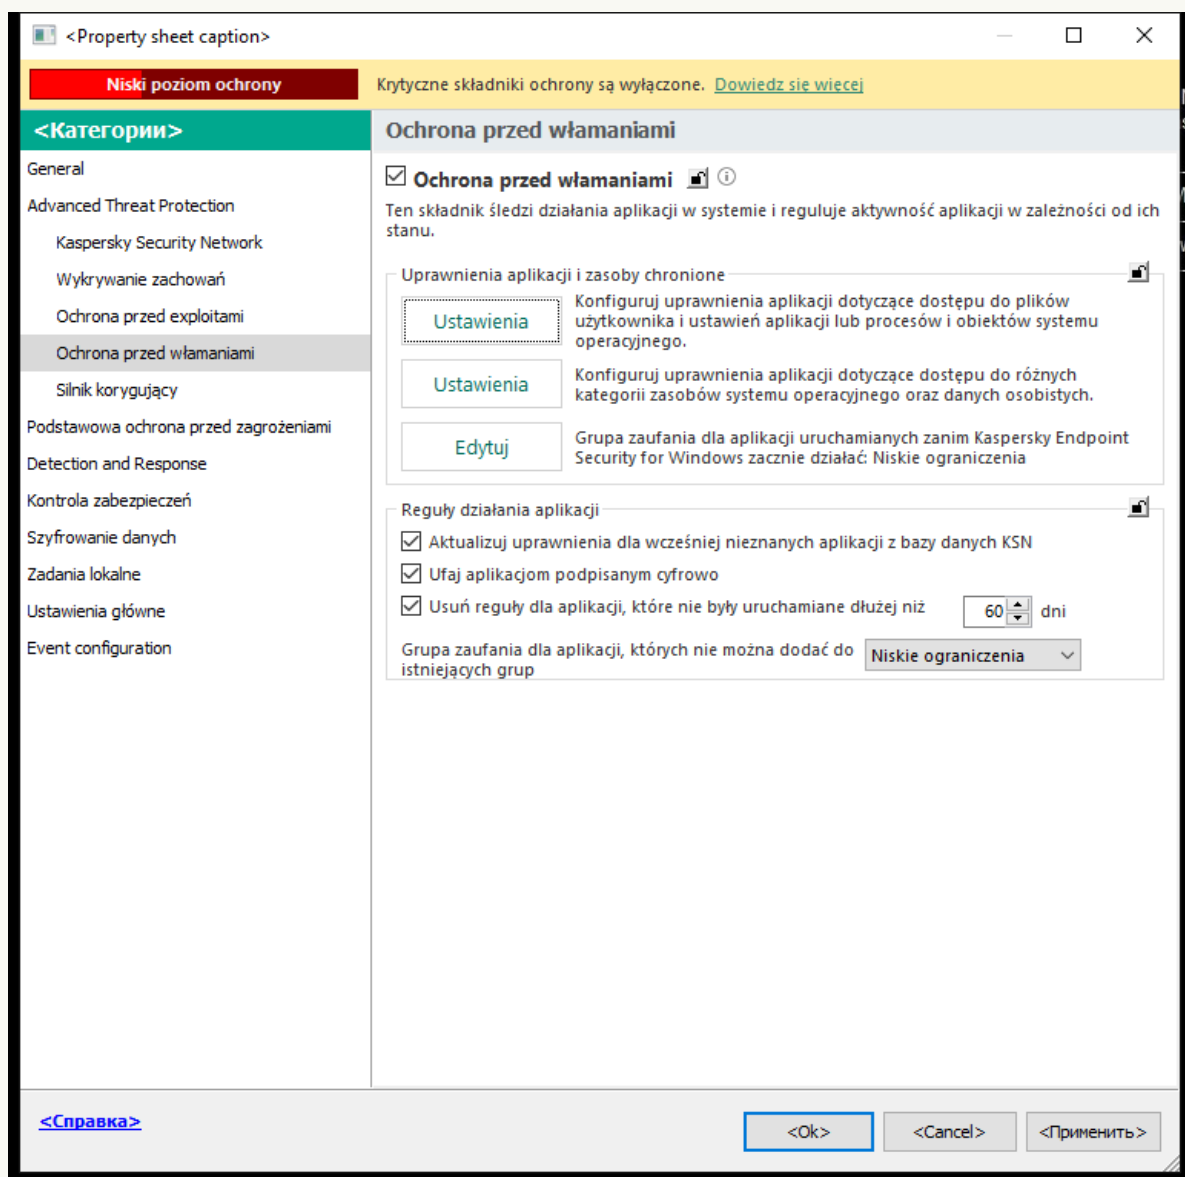 <Property sheet caption>
Niski poziom ochrony
Krytyczne składniki ochrony są wyłączone. Dowiedz się więcej
<Категории>
General
Advanced Threat Protection
Kaspersky Security Network
Wykrywanie zachowań
Ochrona przed exploitami
Ochrona przed włamaniami
Silnik korygujący
Podstawowa ochrona przed zagrożeniami
Detection and Response
Kontrola zabezpieczeń
Szyfrowanie danych
Zadania lokalne
Ustawienia główne
Event configuration
Ochrona przed włamaniami
Ochrona przed włamaniami
Ten składnik śledzi działania aplikacji w systemie i reguluje aktywność aplikacji w zależności od ich
stanu.
Uprawnienia aplikacji i zasoby chronione
Ustawienia
Konfiguruj uprawnienia aplikacji dotyczące dostępu do plików
użytkownika i ustawień aplikacji lub procesów i obiektów systemu
operacyjnego.
Ustawienia
Konfiguruj uprawnienia aplikacji dotyczące dostępu do różnych
kategorii zasobów systemu operacyjnego oraz danych osobistych.
Edytuj
Grupa zaufania dla aplikacji uruchamianych zanim Kaspersky Endpoint
Security for Windows zacznie działać: Niskie ograniczenia
Reguły działania aplikacji
Aktualizuj uprawnienia dla wcześniej nieznanych aplikacji z bazy danych KSN
Ufaj aplikacjom podpisanym cyfrowo
Usuń reguły dla aplikacji, które nie były uruchamiane dłużej niż 60 dni
Grupa zaufania dla aplikacji, których nie można dodać do
istniejących grup
Niskie ograniczenia
<Справка>
<Ok>
<Cancel>
<Применить>